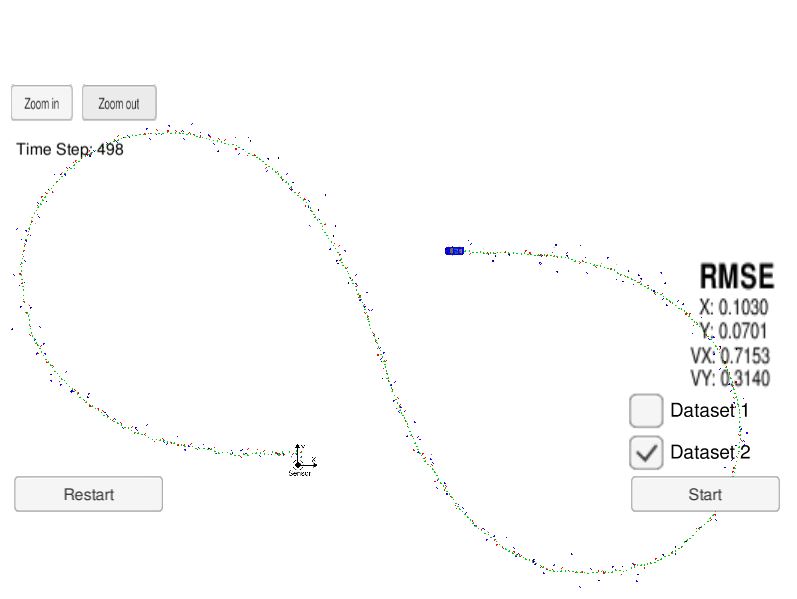 Zoom in
Zoom out
Time Step: 498
RMSE
X: 0.1030
Y: 0.0701
VX: 0.7153
VY: 0.3140
Dataset 1
Dataset 2
Y
X
Sensor
Restart
Start